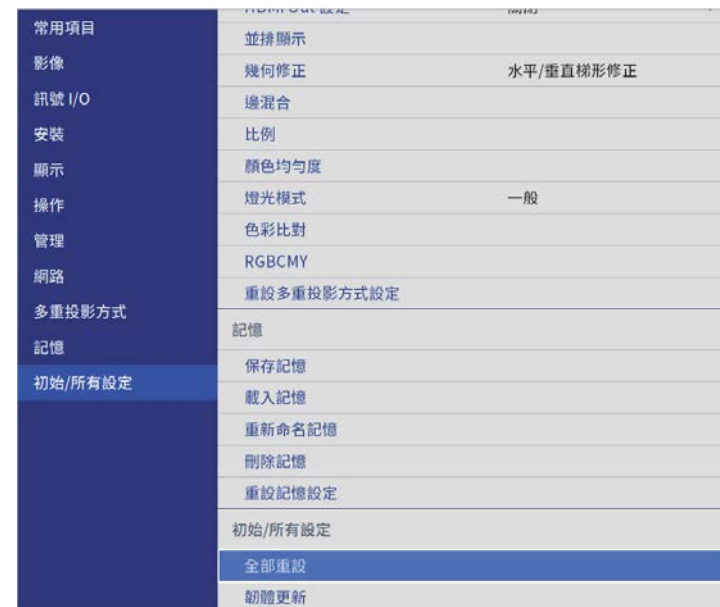 常用項目
影像
訊號 I/O
安裝
顯示
操作
管理
網路
多重投影方式
記憶
初始/所有設定
並排顯示
幾何修正 水平/垂直梯形修正
邊混合
比例
顏色均勻度
燈光模式 一般
色彩比對
RGBCMY
重設多重投影方式設定
記憶
保存記憶
載入記憶
重新命名記憶
刪除記憶
重設記憶設定
初始/所有設定
全部重設
韌體更新